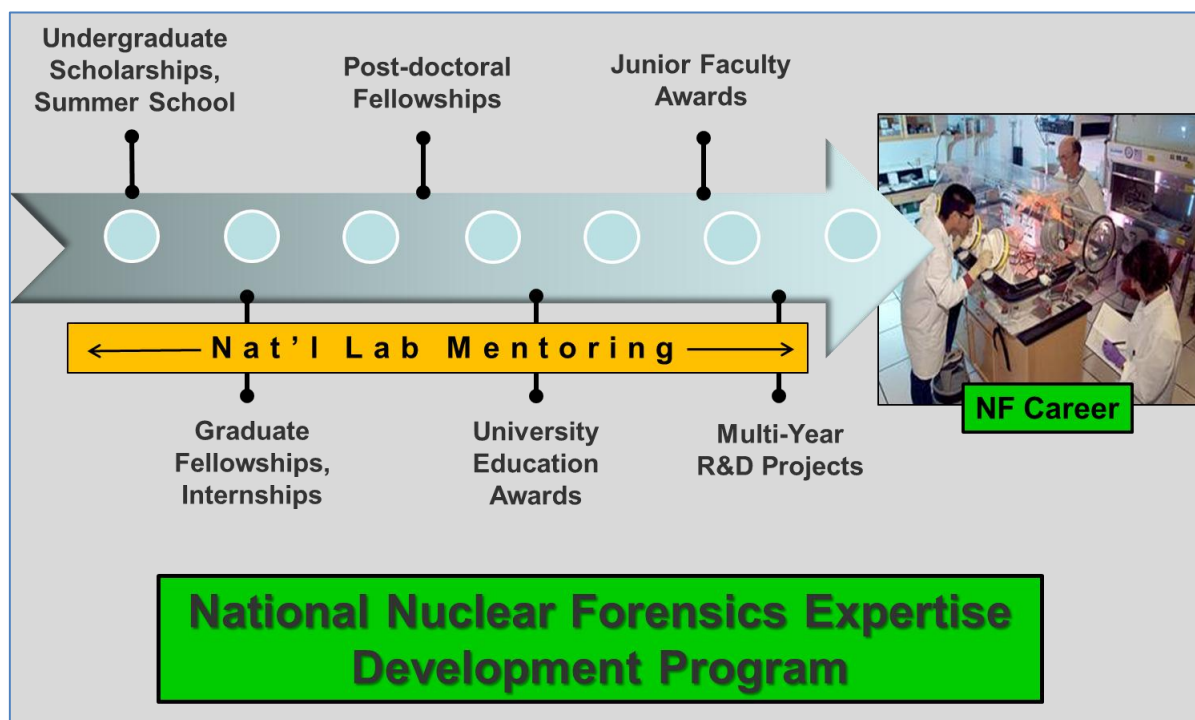 Undergraduate
Scholarships,
Summer School
Post-doctoral
Fellowships
Junior Faculty
Awards
Nat'l Lab Mentoring
NF Career
Graduate
Fellowships,
Internships
University
Education
Awards
Multi-Year
R&D Projects
National Nuclear Forensics Expertise
Development Program